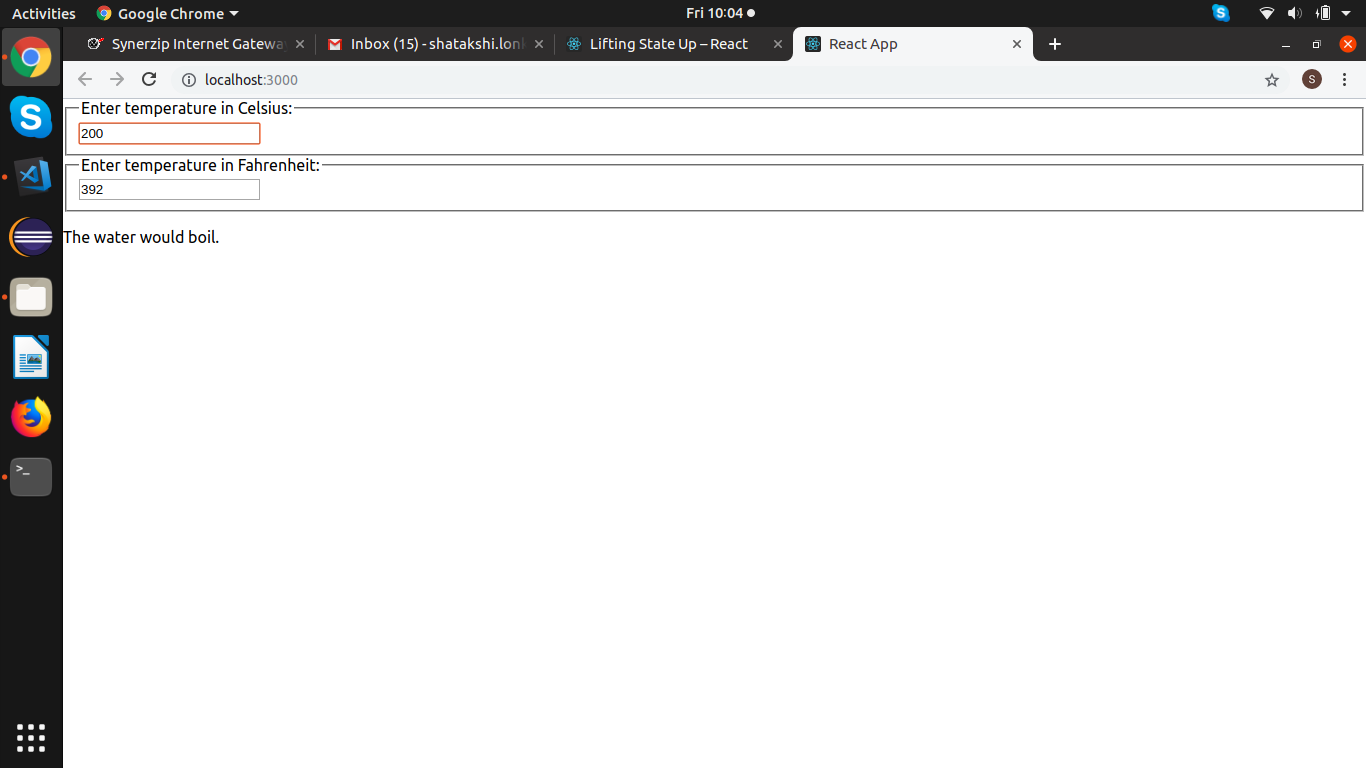 Activities Google Chrome Fri 10:04
Synerzip Internet Gatewa Inbox (15) - shatakshi.lon Lifting State Up – React React App
localhost:3000 S
Enter temperature in Celsius:
200
Enter temperature in Fahrenheit:
392
The water would boil.